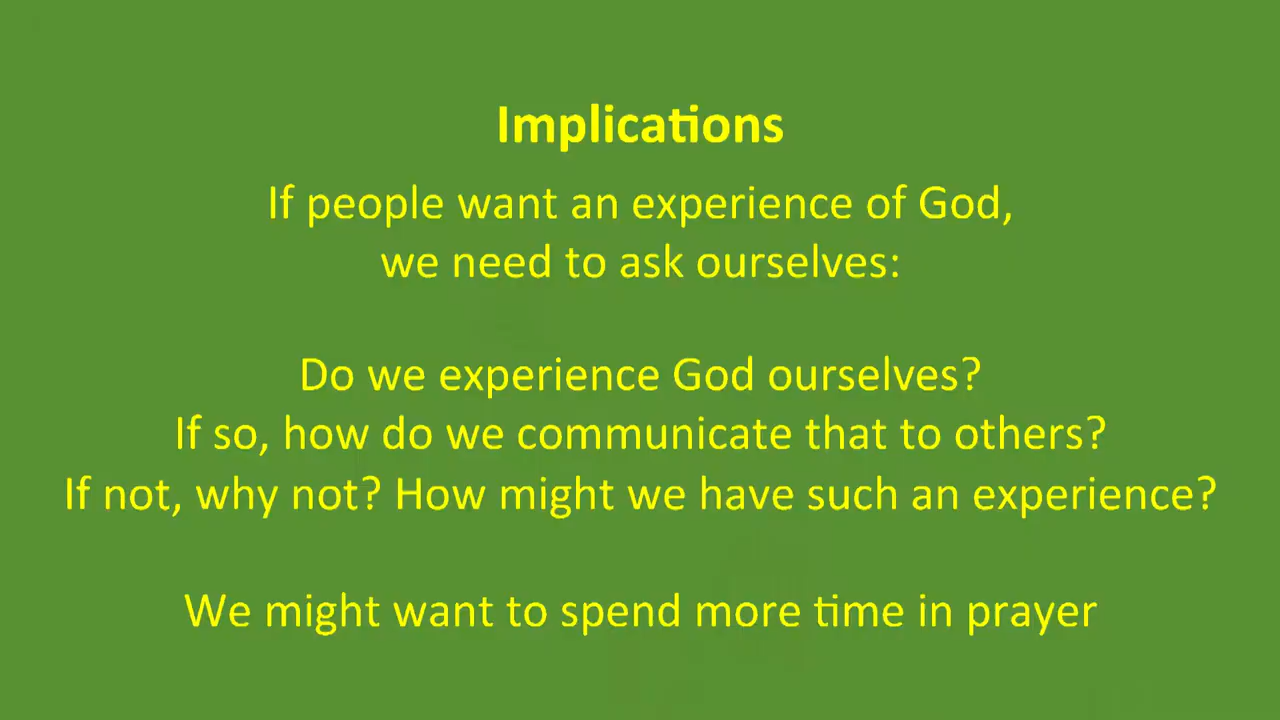 Implications
If people want an experience of God,
we need to ask ourselves:
Do we experience God ourselves?
If so, how do we communicate that to others?
If not, why not? How might we have such an experience?
We might want to spend more time in prayer